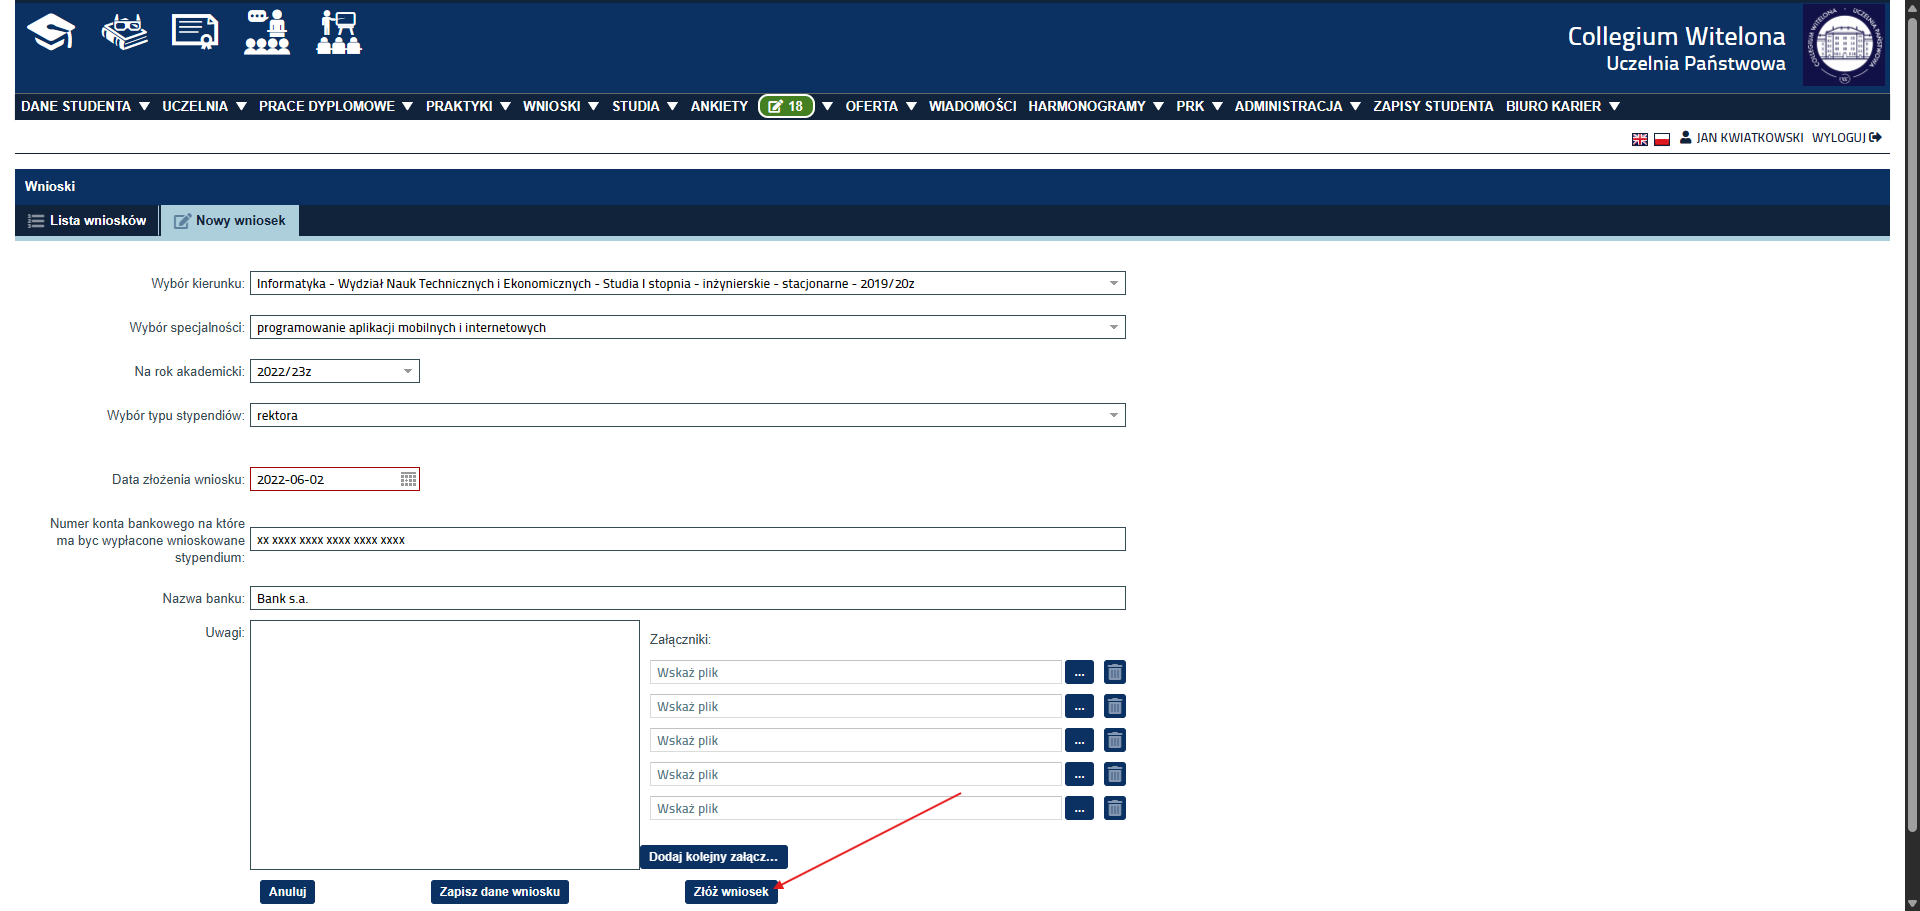 Collegium Witelona
Uczelnia Państwowa
COLLEGIUM WITELONA · UCZELNIA PAŃSTWOWA
DANE STUDENTA UCZELNIA PRACE DYPLOMOWE PRAKTYKI WNIOSKI STUDIA ANKIETY 18 OFERTA WIADOMOŚCI HARMONOGRAMY PRK ADMINISTRACJA ZAPISY STUDENTA BIURO KARIER
JAN KWIATKOWSKI WYLOGUJ
Wnioski
Lista wniosków Nowy wniosek
Wybór kierunku: Informatyka - Wydział Nauk Technicznych i Ekonomicznych - Studia I stopnia - inżynierskie - stacjonarne - 2019/20z
Wybór specjalności: programowanie aplikacji mobilnych i internetowych
Na rok akademicki: 2022/23z
Wybór typu stypendiów: rektora
Data złożenia wniosku: 2022-06-02
Numer konta bankowego na które
ma byc wypłacone wnioskowane
stypendium:
xx xxxx xxxx xxxx xxxx xxxx
Nazwa banku: Bank s.a.
Uwagi:
Załączniki:
Wskaż plik ...
Wskaż plik ...
Wskaż plik ...
Wskaż plik ...
Wskaż plik ...
Dodaj kolejny załącz...
Anuluj Zapisz dane wniosku Złóż wniosek